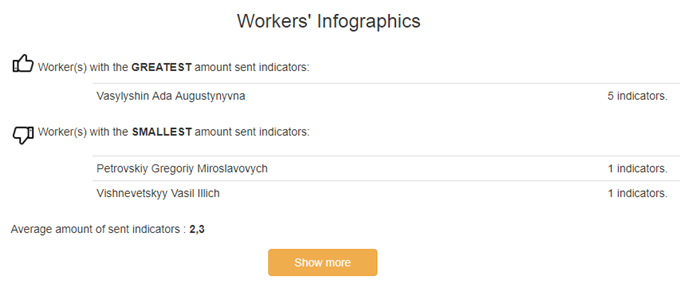 Workers' Infographics
Worker(s) with the GREATEST amount sent indicators:
Vasylyshin Ada Augustynyvna 5 indicators.
Worker(s) with the SMALLEST amount sent indicators:
Petrovskiy Gregoriy Miroslavovych 1 indicators.
Vishnevetskyy Vasil Illich 1 indicators.
Average amount of sent indicators : 2,3
Show more